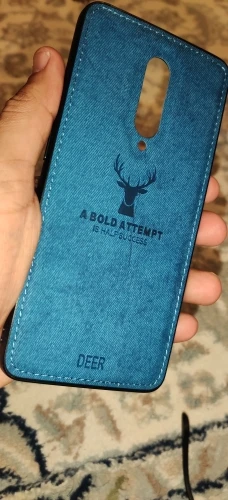 A BOLD ATTEMPT
IS HALF SUCCESS
DEER